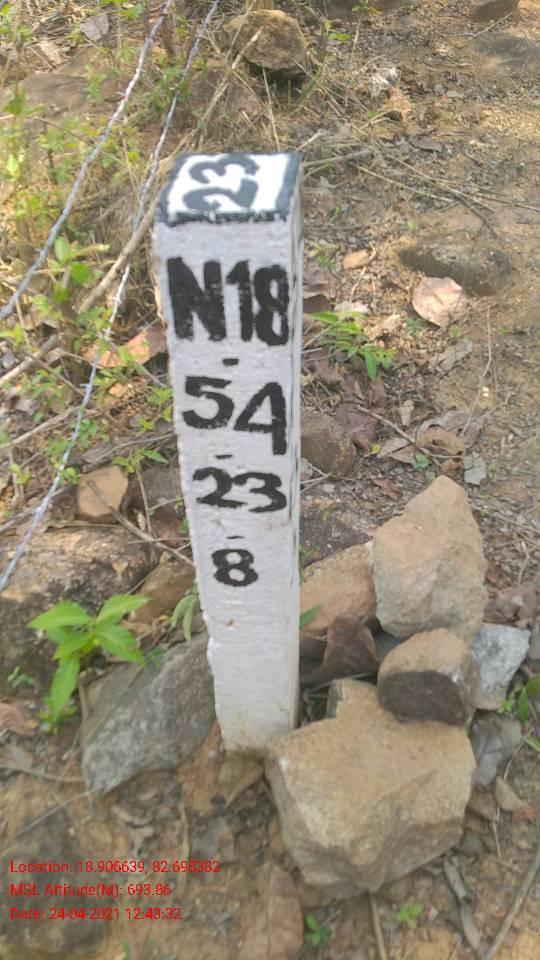 23
N18
-
54
-
23
-
8
Location: 18.906639, 82.695382
MSL Altitude(M): 693.86
Date: 24-04-2021 12:43:32